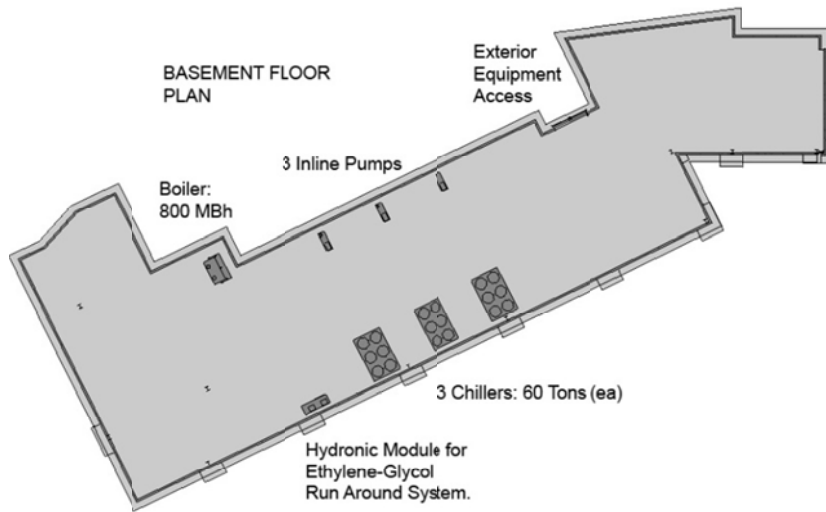 BASEMENT FLOOR
PLAN
Exterior
Equipment
Access
3 Inline Pumps
Boiler:
800 MBh
3 Chillers: 60 Tons (ea)
Hydronic Module for
Ethylene-Glycol
Run Around System.